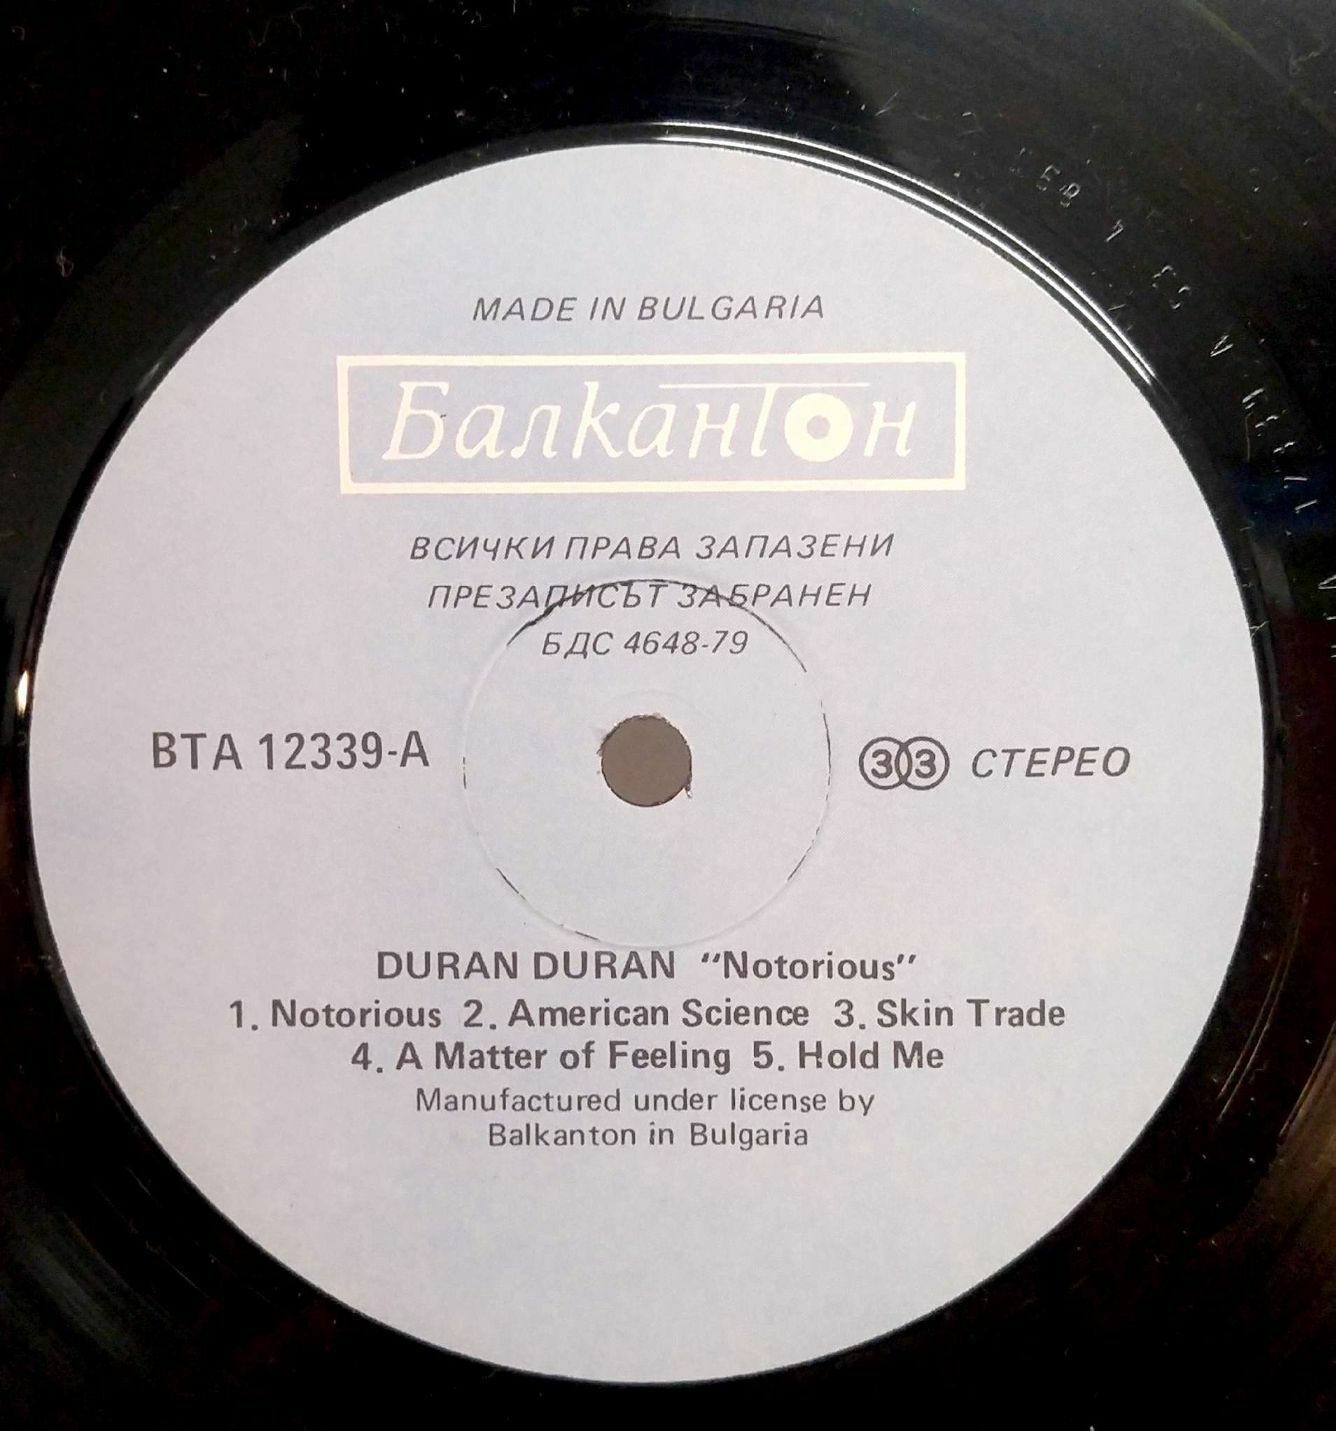 MADE IN BULGARIA
Балкантон
ВСИЧКИ ПРАВА ЗАПАЗЕНИ
ПРЕЗАПИСЪТ ЗАБРАНЕН
БДС 4648-79
ВТА 12339-А
33 СТЕРЕО
DURAN DURAN “Notorious”
1. Notorious 2. American Science 3. Skin Trade
4. A Matter of Feeling 5. Hold Me
Manufactured under license by
Balkanton in Bulgaria